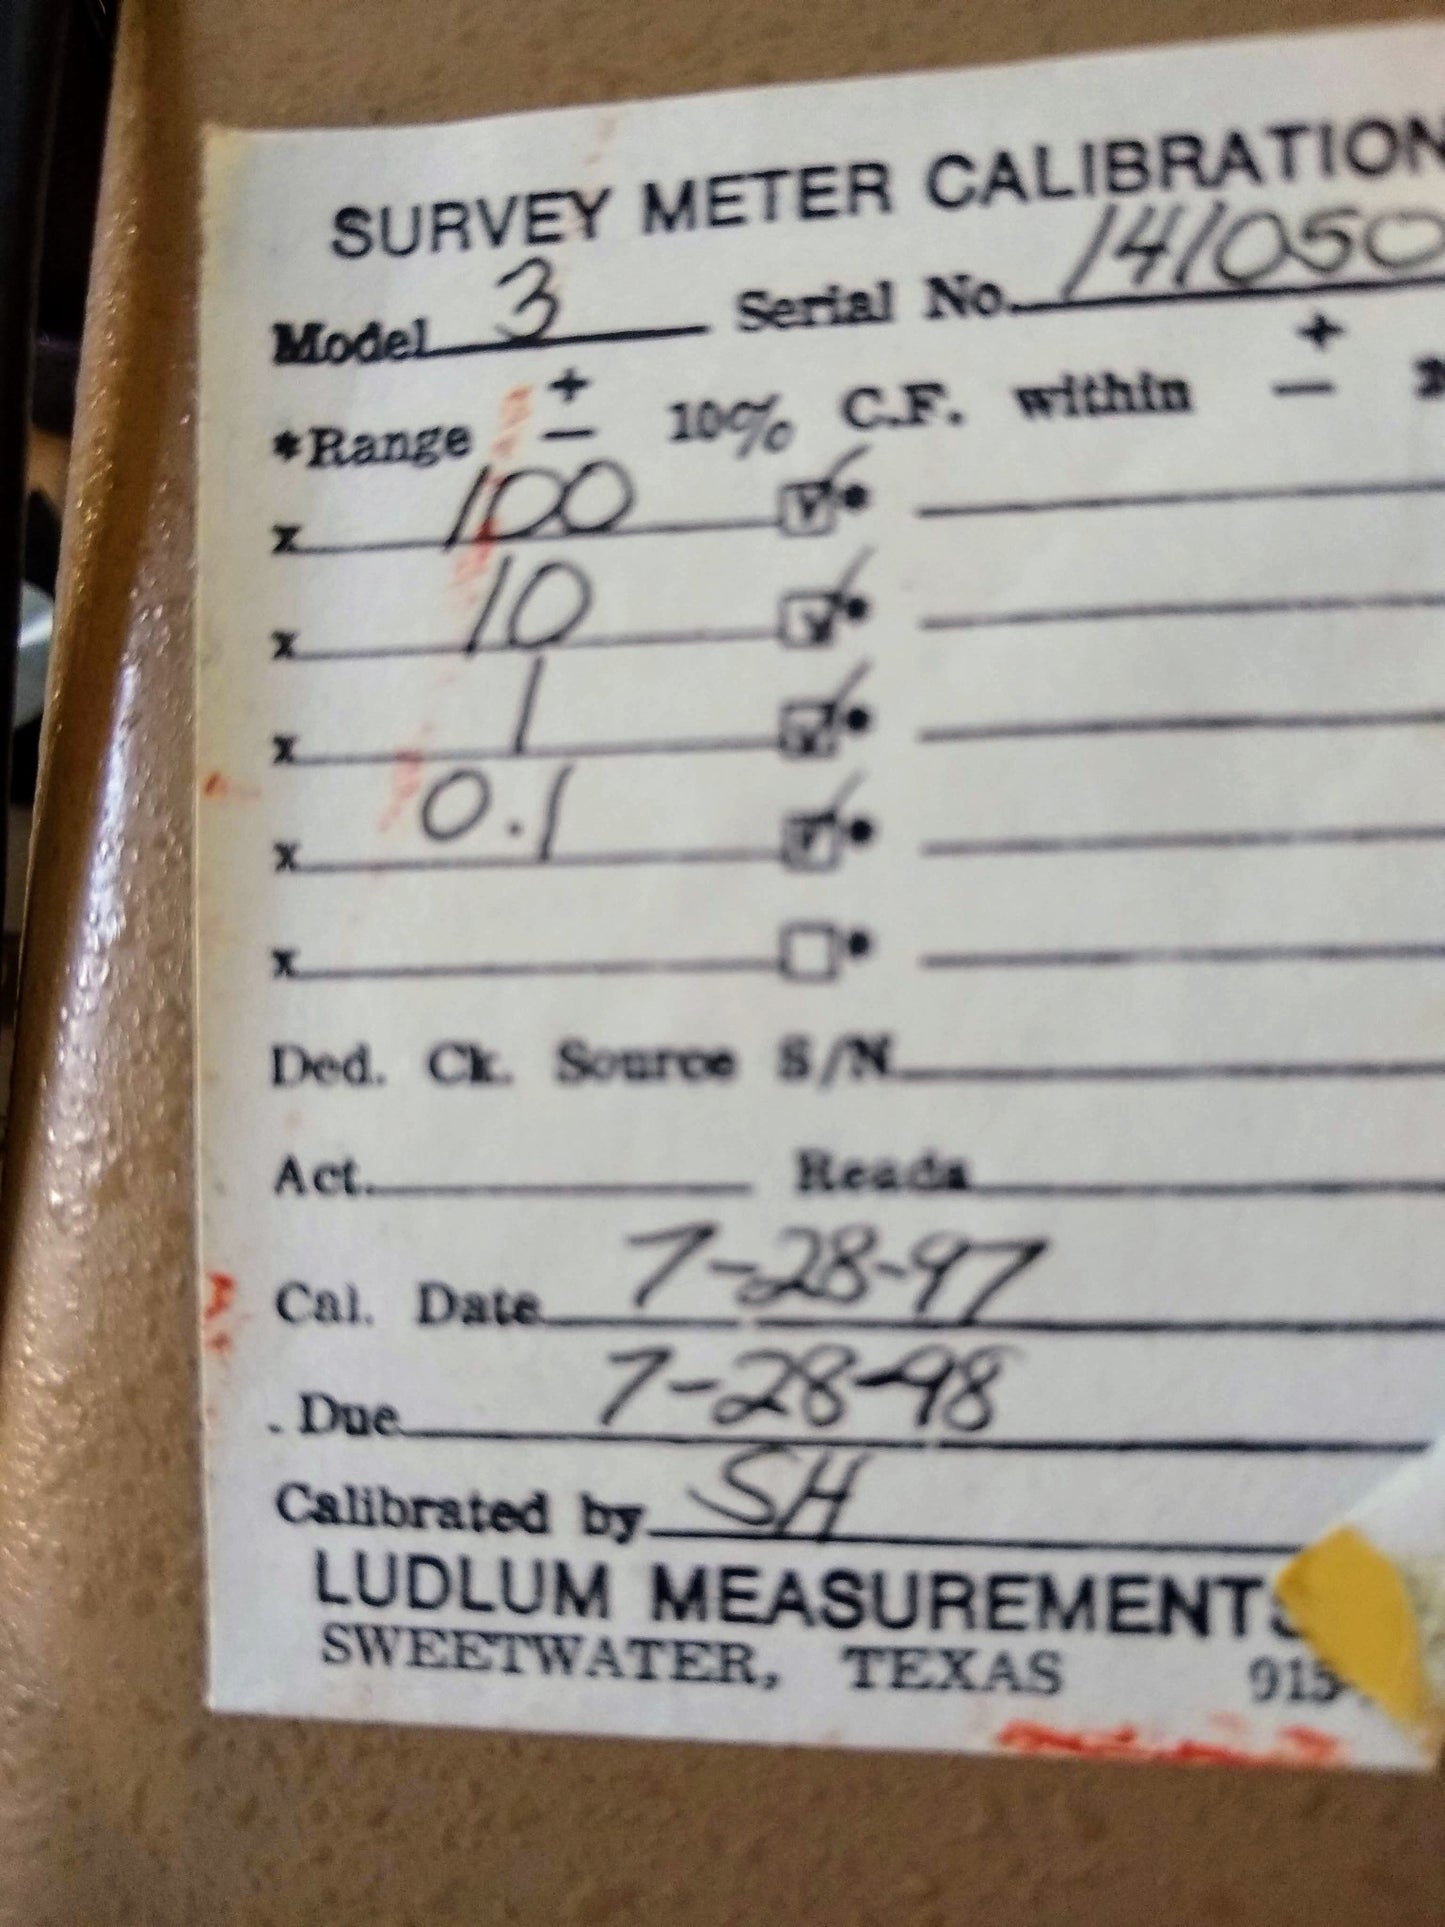 SURVEY METER CALIBRATION
Model 3 Serial No. 141050
*Range ± 10% C.F. within ±
x 100
x 10
x 1
x 0.1
x
Ded. Ck. Source S/N
Act. Reads
Cal. Date 7-28-97
Due 7-28-98
Calibrated by SH
LUDLUM MEASUREMENTS
SWEETWATER, TEXAS 915